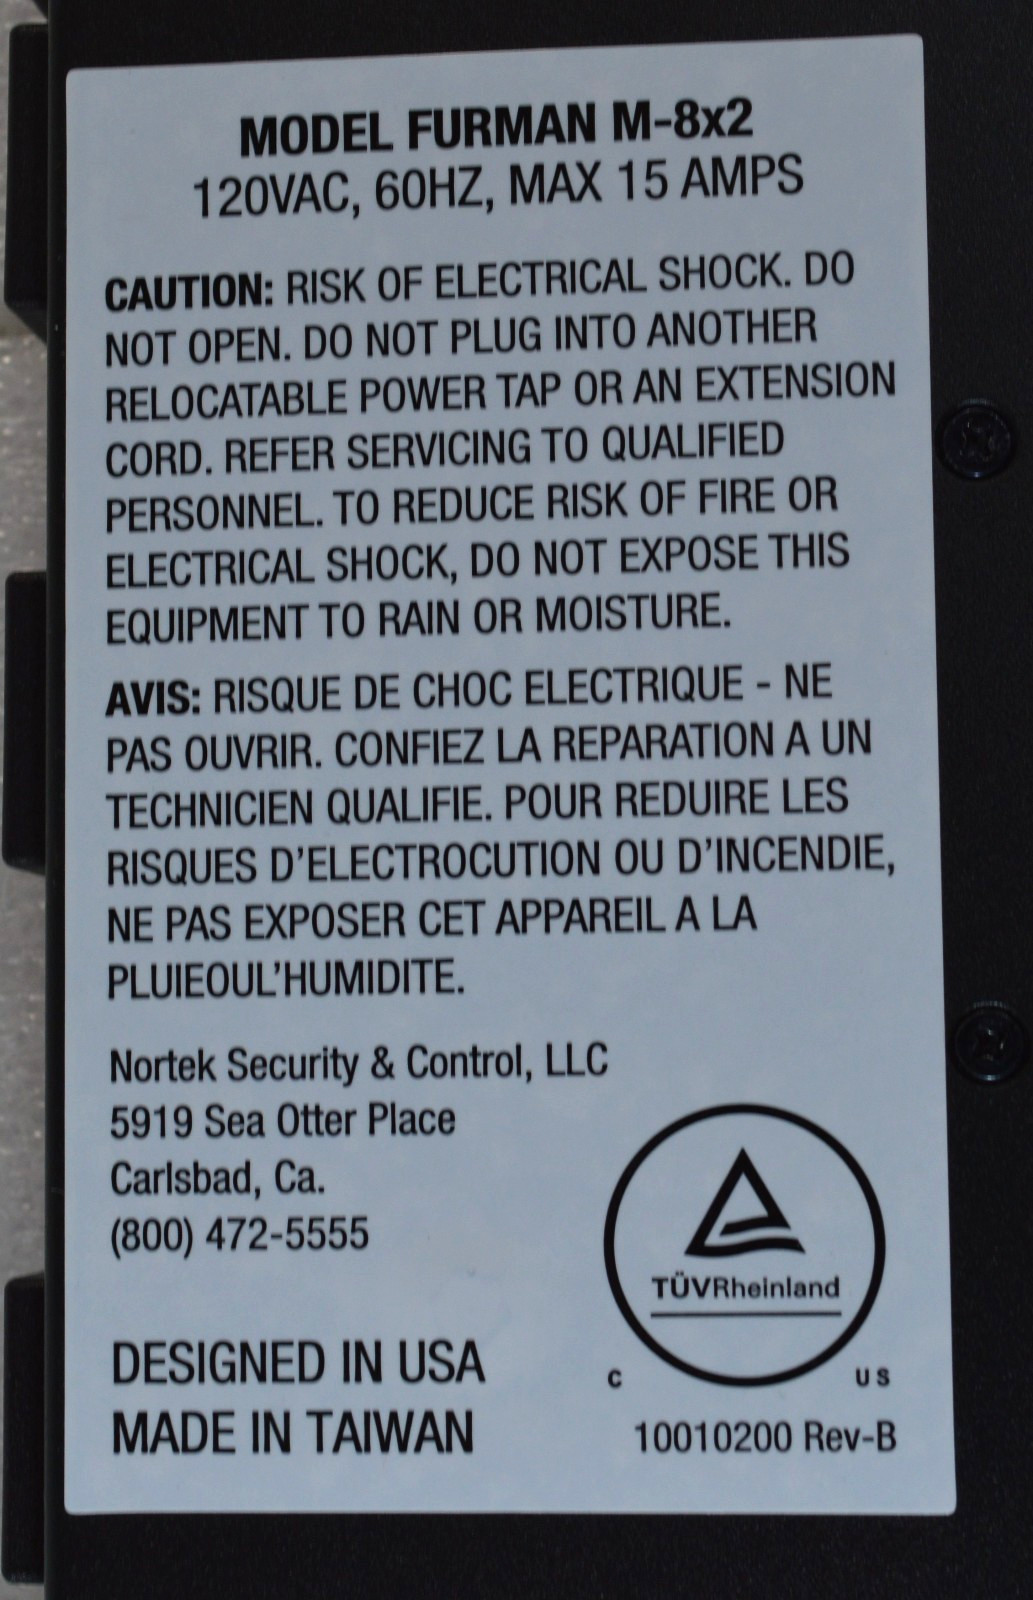 MODEL FURMAN M-8x2
120VAC, 60HZ, MAX 15 AMPS
CAUTION: RISK OF ELECTRICAL SHOCK. DO
NOT OPEN. DO NOT PLUG INTO ANOTHER
RELOCATABLE POWER TAP OR AN EXTENSION
CORD. REFER SERVICING TO QUALIFIED
PERSONNEL. TO REDUCE RISK OF FIRE OR
ELECTRICAL SHOCK, DO NOT EXPOSE THIS
EQUIPMENT TO RAIN OR MOISTURE.
AVIS: RISQUE DE CHOC ELECTRIQUE - NE
PAS OUVRIR. CONFIEZ LA REPARATION A UN
TECHNICIEN QUALIFIE. POUR REDUIRE LES
RISQUES D'ELECTROCUTION OU D'INCENDIE,
NE PAS EXPOSER CET APPAREIL A LA
PLUIEOUL'HUMIDITE.
Nortek Security & Control, LLC
5919 Sea Otter Place
Carlsbad, Ca.
(800) 472-5555
TÜVRheinland
C US
DESIGNED IN USA
MADE IN TAIWAN
10010200 Rev-B